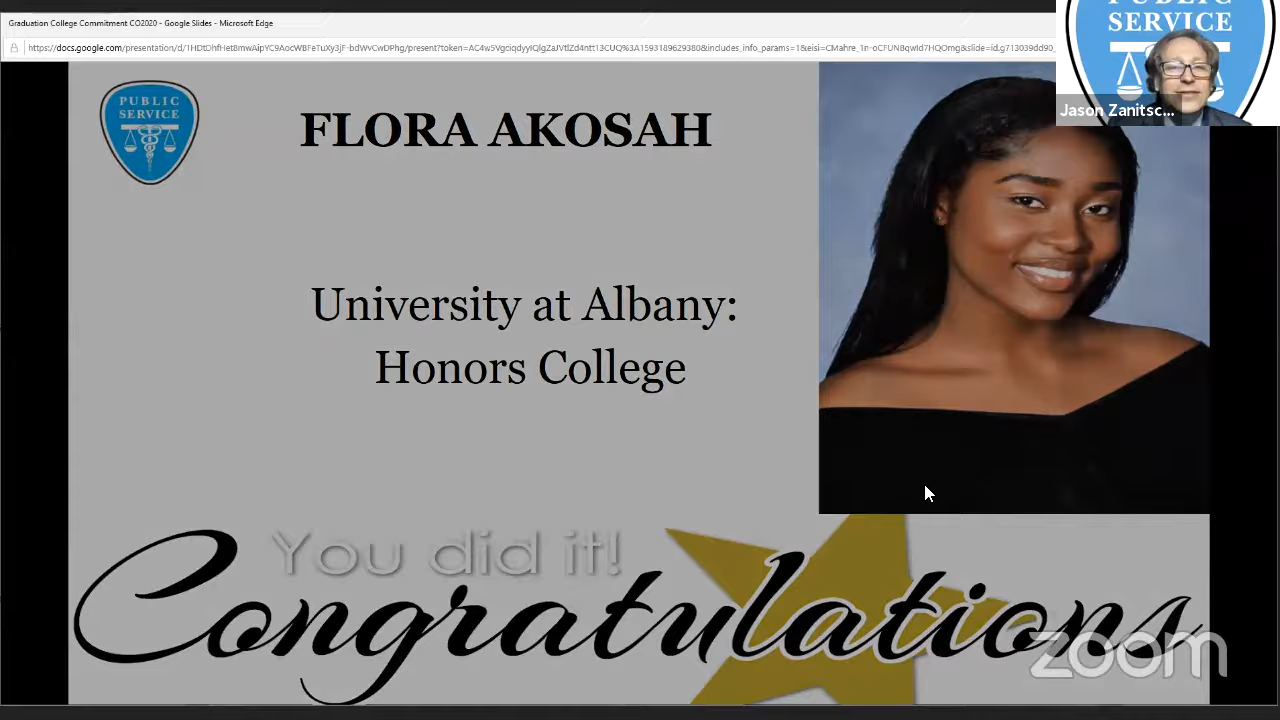 Graduation College Commitment CO2020 - Google Slides - Microsoft Edge
PUBLIC
SERVICE
Jason Zanitsc...
PUBLIC
SERVICE
FLORA AKOSAH
University at Albany:
Honors College
You did it!
Congratulations
zoom